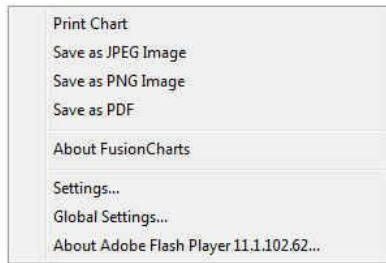 Print Chart
Save as JPEG Image
Save as PNG Image
Save as PDF
About FusionCharts
Settings...
Global Settings...
About Adobe Flash Player 11.1.102.62...